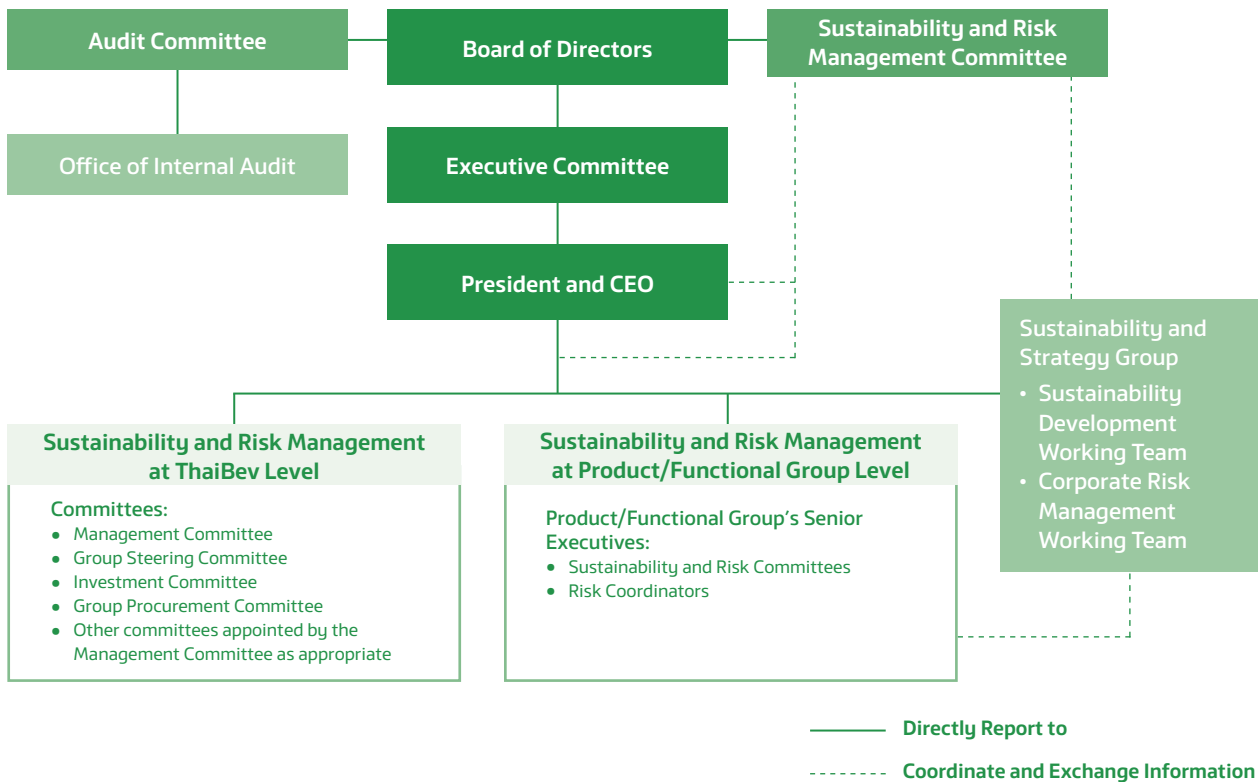 Audit Committee
Board of Directors
Sustainability and Risk
Management Committee
Office of Internal Audit
Executive Committee
President and CEO
Sustainability and
Strategy Group
• Sustainability
Development
Working Team
• Corporate Risk
Management
Working Team
Sustainability and Risk Management
at ThaiBev Level
Committees:
• Management Committee
• Group Steering Committee
• Investment Committee
• Group Procurement Committee
• Other committees appointed by the
Management Committee as appropriate
Sustainability and Risk Management
at Product/Functional Group Level
Product/Functional Group's Senior
Executives:
• Sustainability and Risk Committees
• Risk Coordinators
Directly Report to
Coordinate and Exchange Information